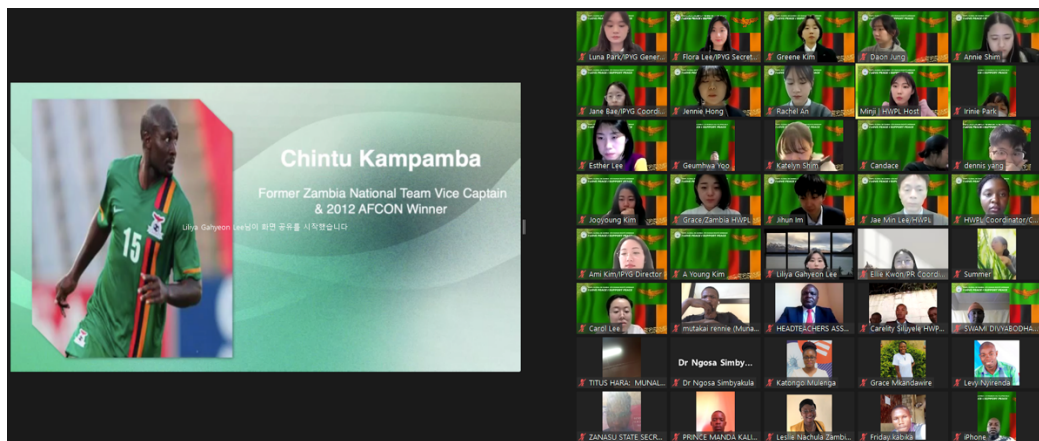 Chintu Kampamba
Former Zambia National Team Vice Captain
& 2012 AFCON Winner
Liliya Gahyeon Lee님이 화면 공유를 시작했습니다
15
Luna Park/IPYG Gener...
Flora Lee/IPYG Secret...
Greene Kim
Daon Jung
Annie Shim
Jane Bae/IPYG Coordi...
Jennie Hong
Rachel An
Minji | HWPL Host
Irinie Park
Esther Lee
Geumhwa Yoo
Katelyn Shim
Candace
dennis yang
Jooyoung Kim
Grace/Zambia HWPL
Jihun Im
Jae Min Lee/HWPL
HWPL Coordinator/C...
Ami Kim/IPYG Director
A Young Kim
Liliya Gahyeon Lee
Ellie Kwon/PR Coordi...
Summer
Carol Lee
mutakai rennie (Muna...
HEADTEACHERS ASS...
Carelity Siluyele HWP...
SWAMI DIVYABODHA...
TITUS HARA: MUNAL...
Dr Ngosa Simby...
Dr Ngosa Simbyakula
Katongo Mulenga
Grace Mkandawire
Levy Nyirenda
ZANASU STATE SECR...
PRINCE MANDA KALI...
Leslie Nachula Zambi...
Friday kabika
iPhone